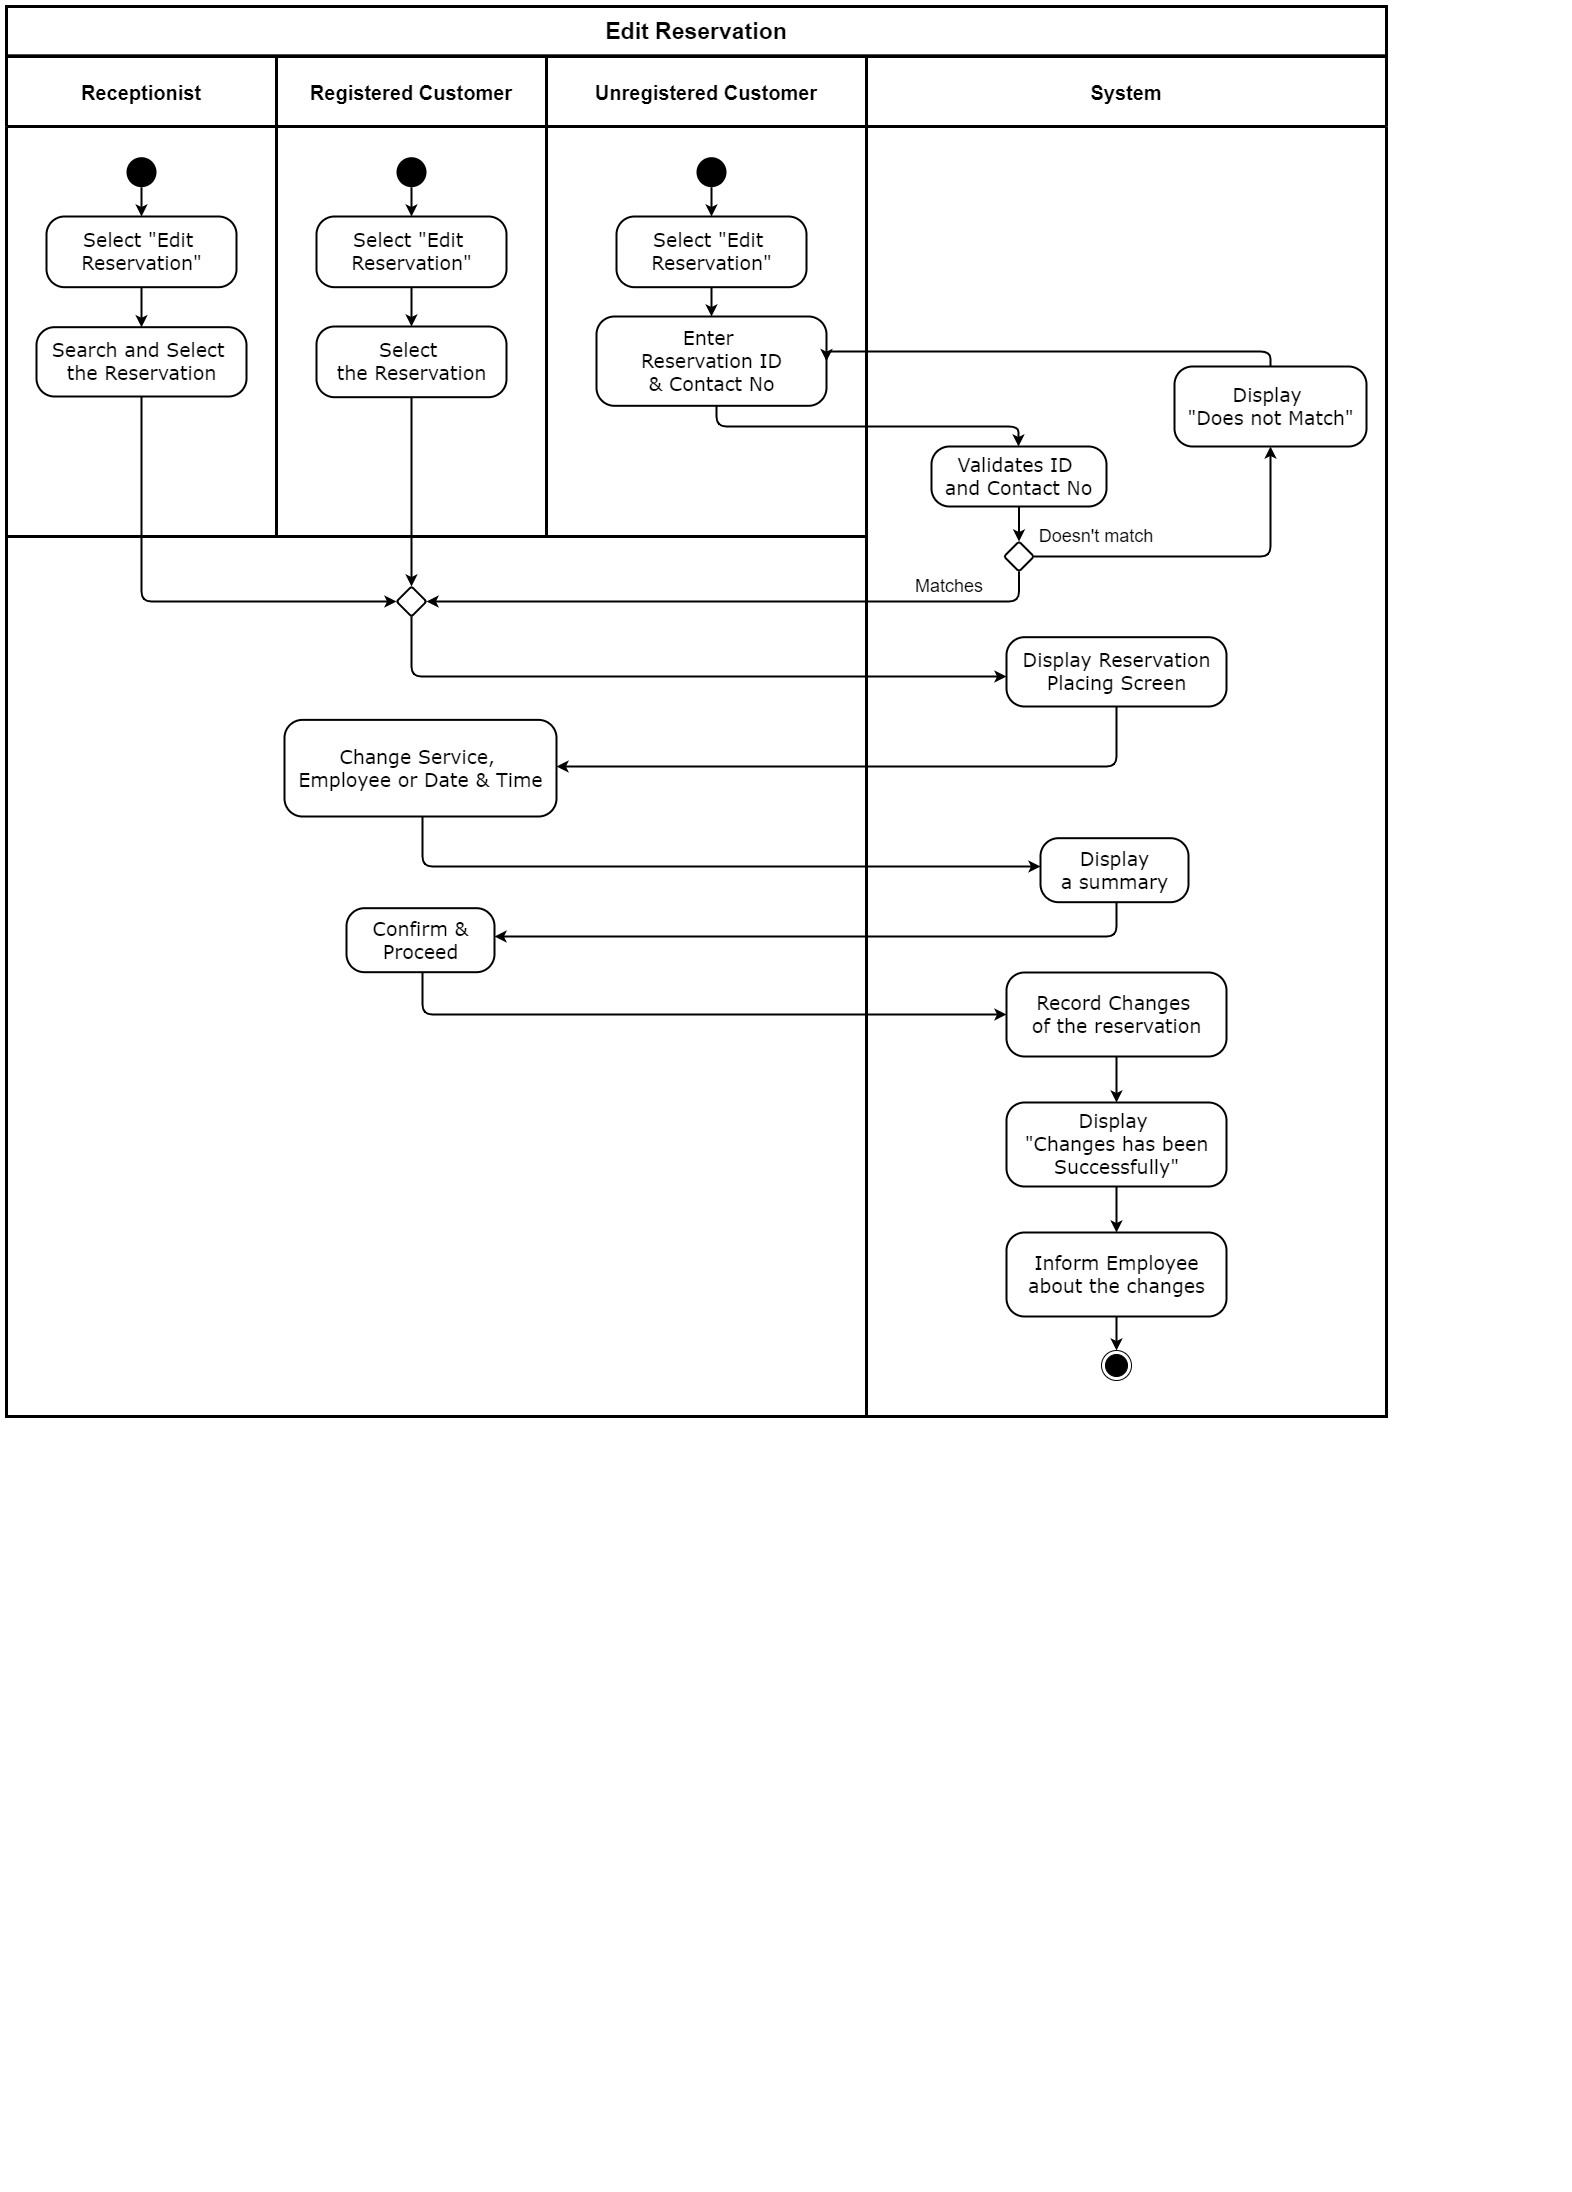 Edit Reservation
Receptionist
Registered Customer
Unregistered Customer
System
Select "Edit
Reservation"
Select "Edit
Reservation"
Select "Edit
Reservation"
Search and Select
the Reservation
Select
the Reservation
Enter
Reservation ID
& Contact No
Display
"Does not Match"
Validates ID
and Contact No
Doesn't match
Matches
Display Reservation
Placing Screen
Change Service,
Employee or Date & Time
Display
a summary
Confirm &
Proceed
Record Changes
of the reservation
Display
"Changes has been
Successfully"
Inform Employee
about the changes